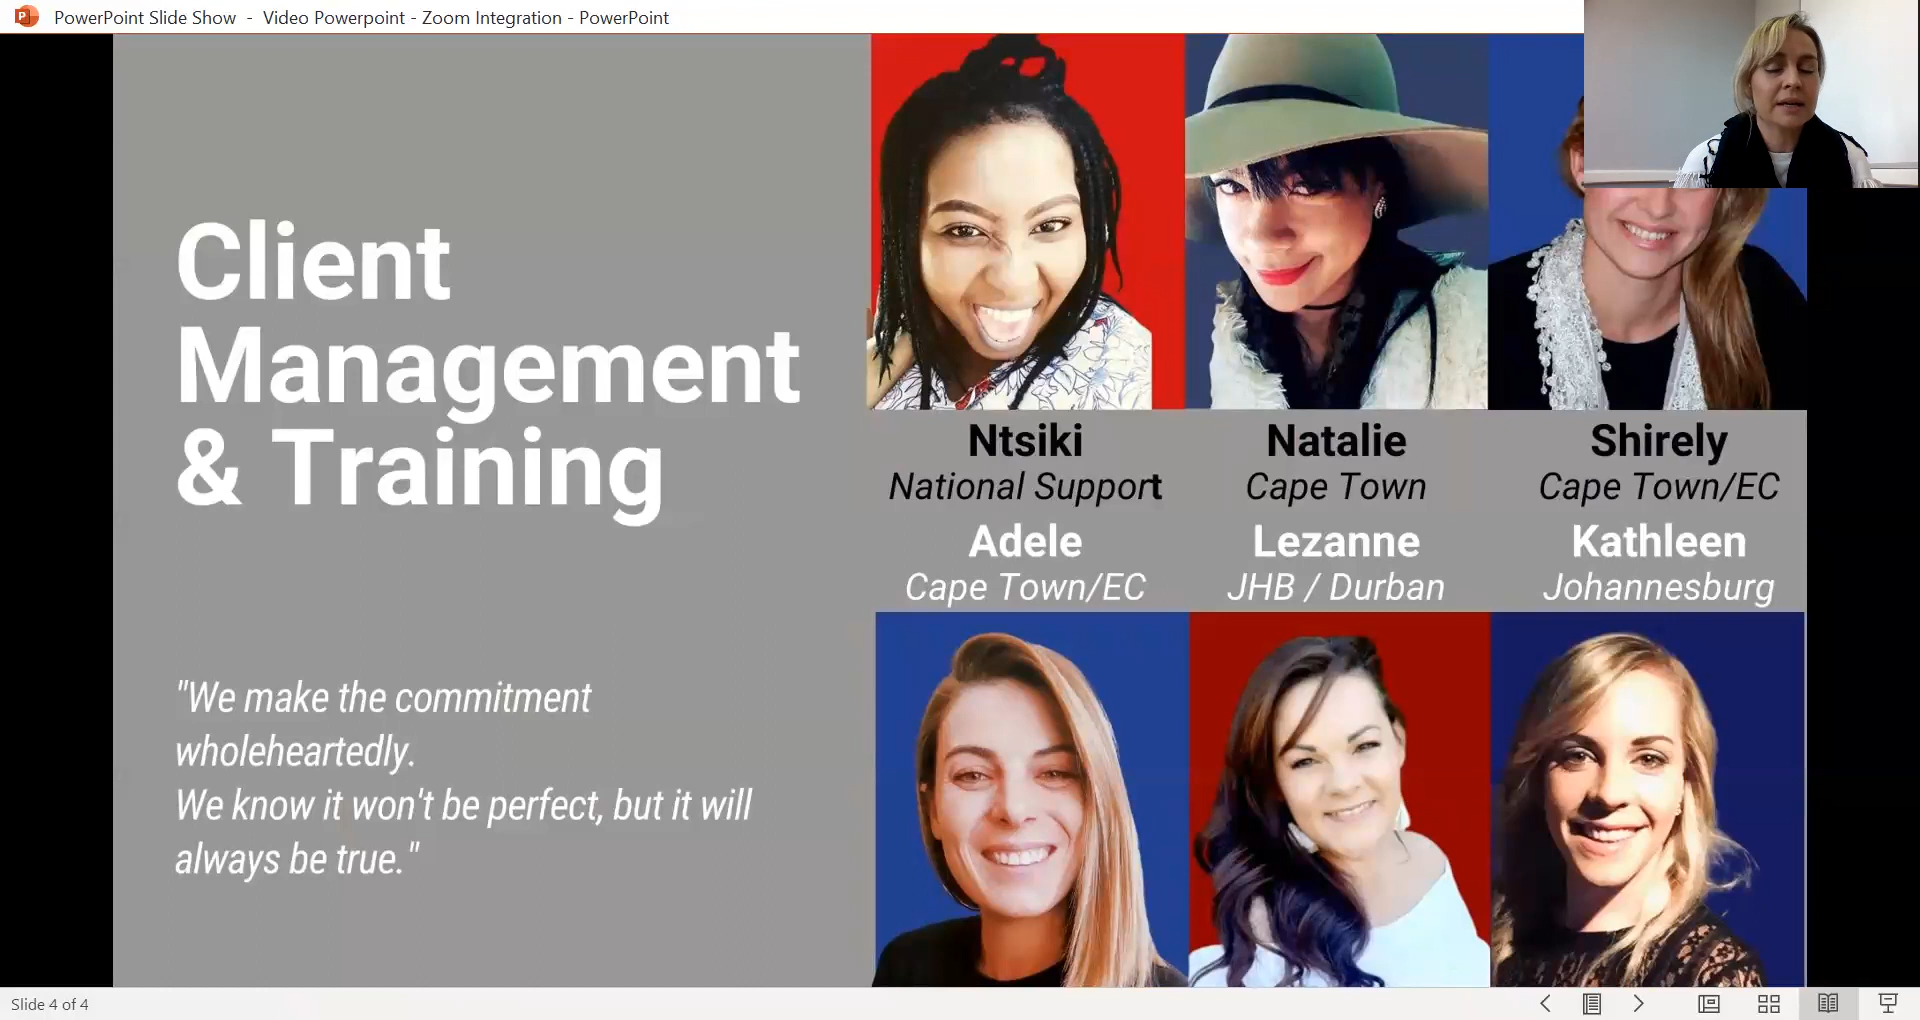 PowerPoint Slide Show - Video Powerpoint - Zoom Integration - PowerPoint
Client
Management
& Training
"We make the commitment
wholeheartedly.
We know it won't be perfect, but it will
always be true."
Ntsiki Natalie Shirely
National Support Cape Town Cape Town/EC
Adele Lezanne Kathleen
Cape Town/EC JHB / Durban Johannesburg
Slide 4 of 4